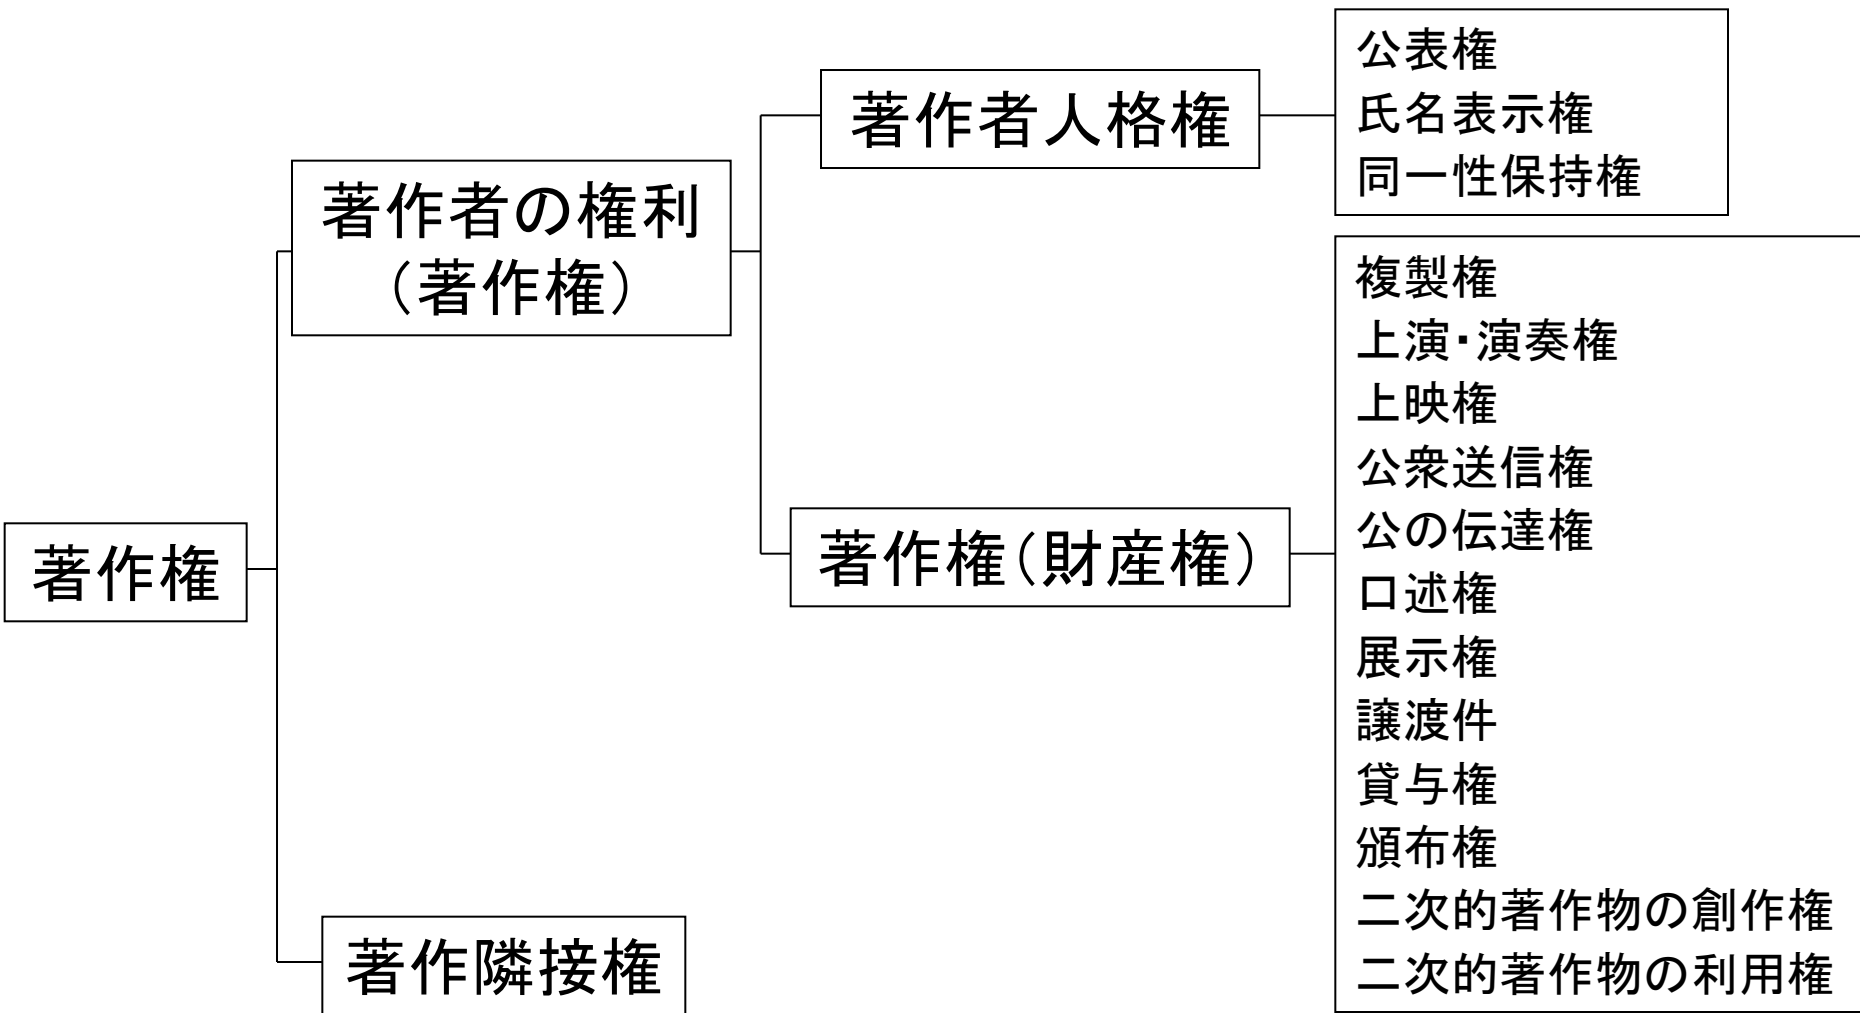 著作権
著作者の権利
（著作権）
著作隣接権
著作者人格権
著作権（財産権）
公表権
氏名表示権
同一性保持権
複製権
上演・演奏権
上映権
公衆送信権
公の伝達権
口述権
展示権
譲渡件
貸与権
頒布権
二次的著作物の創作権
二次的著作物の利用権